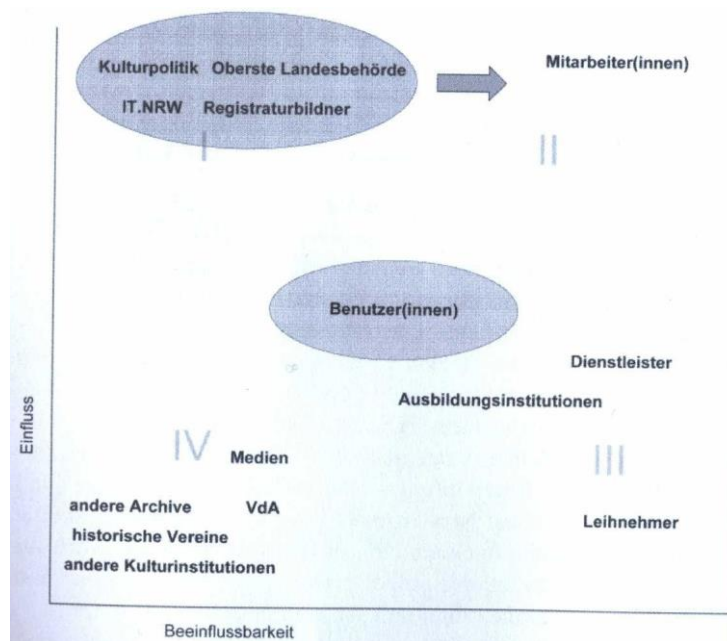 Kulturpolitik Oberste Landesbehörde
Mitarbeiter(innen)
IT.NRW Registraturbildner
I
II
Benutzer(innen)
Dienstleister
Ausbildungsinstitutionen
Einfluss
IV
III
Medien
andere Archive VdA
Leihnehmer
historische Vereine
andere Kulturinstitutionen
Beeinflussbarkeit